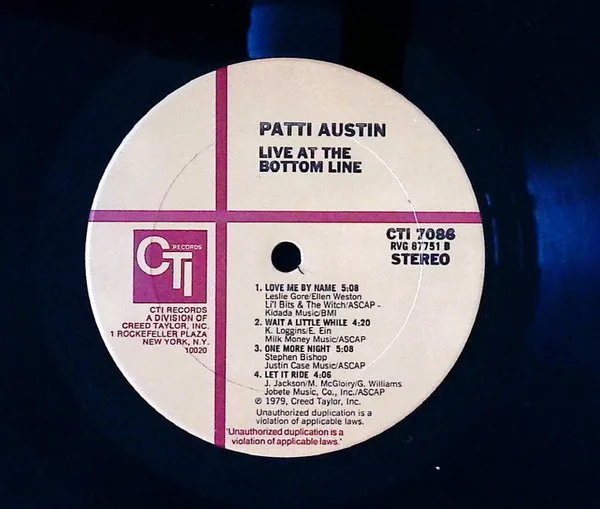 PATTI AUSTIN
LIVE AT THE
BOTTOM LINE
CTI 7086
RVG 87751 B
STEREO
CTI RECORDS
CTI RECORDS
A DIVISION OF
CREED TAYLOR, INC.
1 ROCKEFELLER PLAZA
NEW YORK, N.Y.
10020
1. LOVE ME BY NAME 5:08
Leslie Gore/Ellen Weston
Li'l Bits & The Witch/ASCAP -
Kidada Music/BMI
2. WAIT A LITTLE WHILE 4:20
K. Loggins/E. Ein
Milk Money Music/ASCAP
3. ONE MORE NIGHT 5:08
Stephen Bishop
Justin Case Music/ASCAP
4. LET IT RIDE 4:06
J. Jackson/M. McGloiry/G. Williams
Jobete Music, Co., Inc./ASCAP
℗ 1979, Creed Taylor, Inc.
Unauthorized duplication is a
violation of applicable laws.
'Unauthorized duplication is a
violation of applicable laws.'